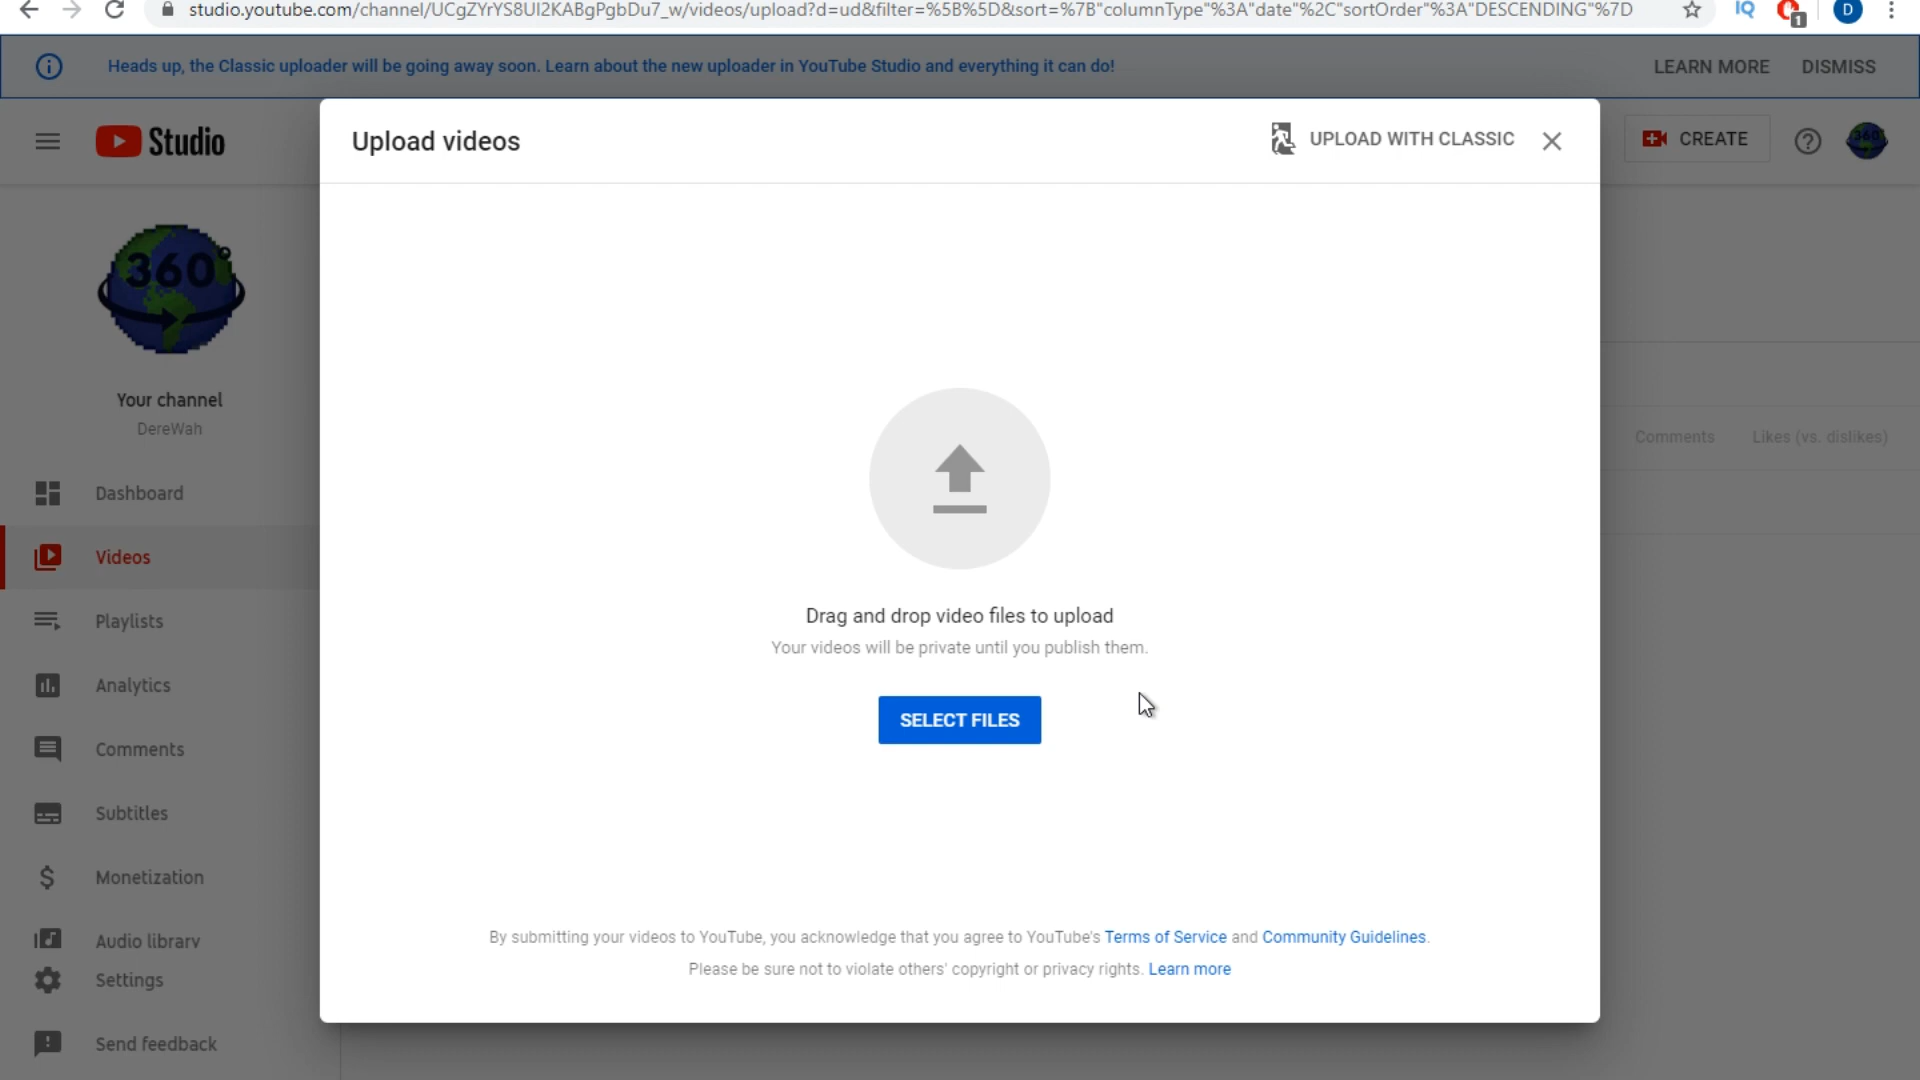 studio.youtube.com/channel/UCgZYrYS8UI2KABgPgbDu7_w/videos/upload?d=ud&filter=%5B%5D&sort=%7B"columnType"%3A"date"%2C"sortOrder"%3A"DESCENDING"%7D
IQ
1
D
Heads up, the Classic uploader will be going away soon. Learn about the new uploader in YouTube Studio and everything it can do!
LEARN MORE
DISMISS
Studio
Upload videos
UPLOAD WITH CLASSIC
CREATE
360°
360
Your channel
DereWah
Dashboard
Videos
Playlists
Analytics
Comments
Subtitles
Monetization
Audio library
Settings
Send feedback
Comments
Likes (vs. dislikes)
Drag and drop video files to upload
Your videos will be private until you publish them.
SELECT FILES
By submitting your videos to YouTube, you acknowledge that you agree to YouTube's Terms of Service and Community Guidelines.
Please be sure not to violate others' copyright or privacy rights. Learn more